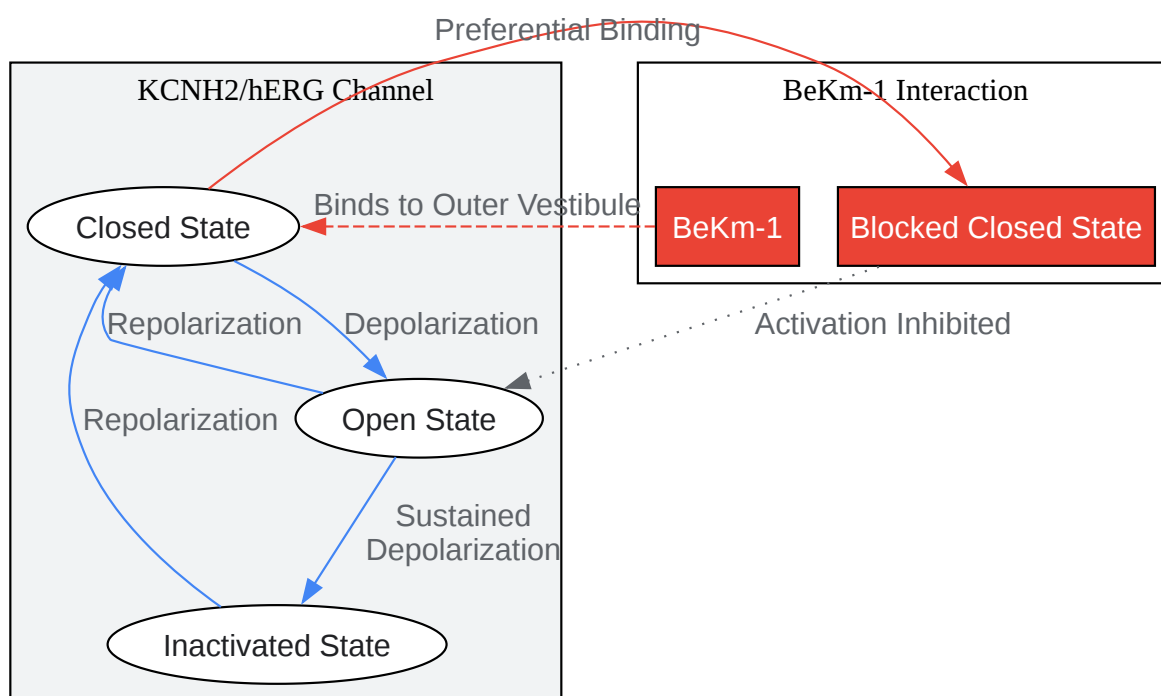 Preferential Binding
KCNH2/hERG Channel
BeKm-1 Interaction
Closed State
Binds to Outer Vestibule
BeKm-1
Blocked Closed State
Repolarization
Depolarization
Activation Inhibited
Repolarization
Open State
Sustained
Depolarization
Inactivated State